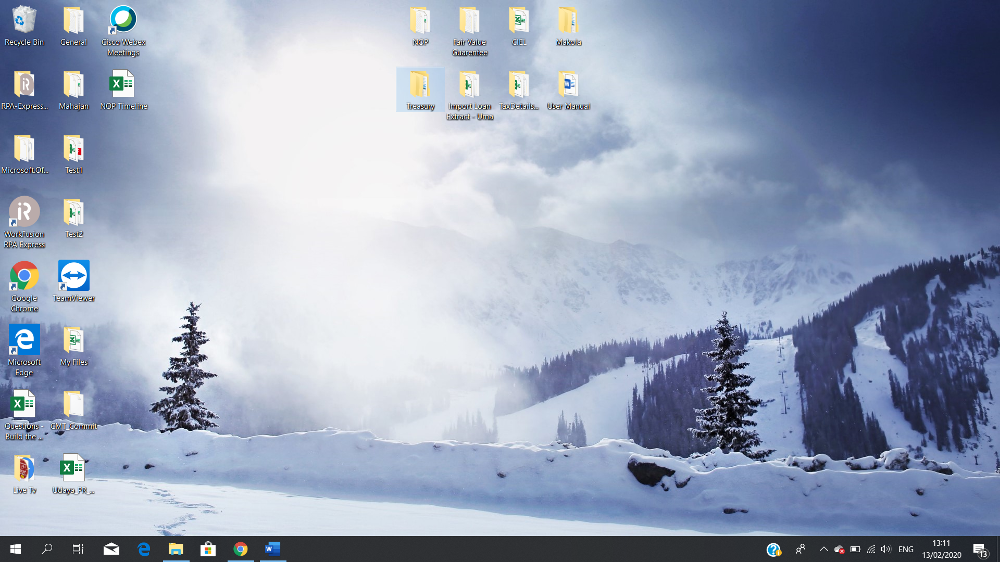 Recycle Bin
General
Cisco Webex
Meetings
NOP
Fair Value
Guarentee
CIEL
Makola
RPA-Express...
Mahajan
NOP Timeline
Treasury
Import Loan
Extract - Uma
TaxDetails...
User Manual
Microsoft.Of...
Test1
WorkFusion
RPA Express
Test2
Google
Chrome
TeamViewer
Microsoft
Edge
My Files
Questions -
Build the ...
CMT_Commit
Live Tv
Udaya_PR_...
ENG
13:11
13/02/2020
13